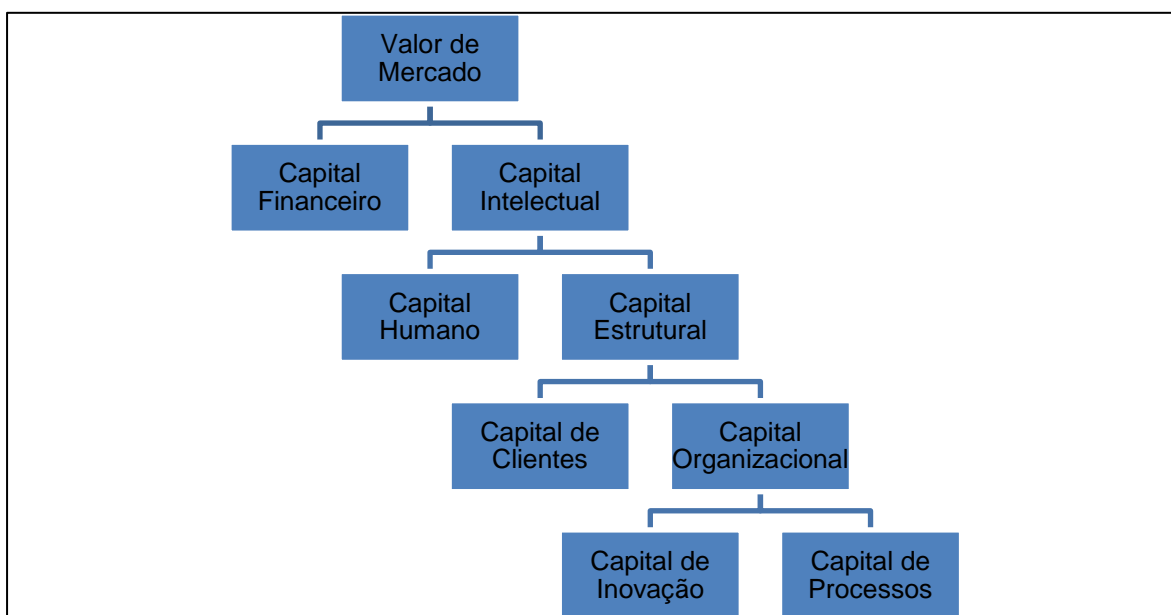 Valor de
Mercado
Capital
Financeiro
Capital
Intelectual
Capital
Humano
Capital
Estrutural
Capital de
Clientes
Capital
Organizacional
Capital de
Inovação
Capital de
Processos